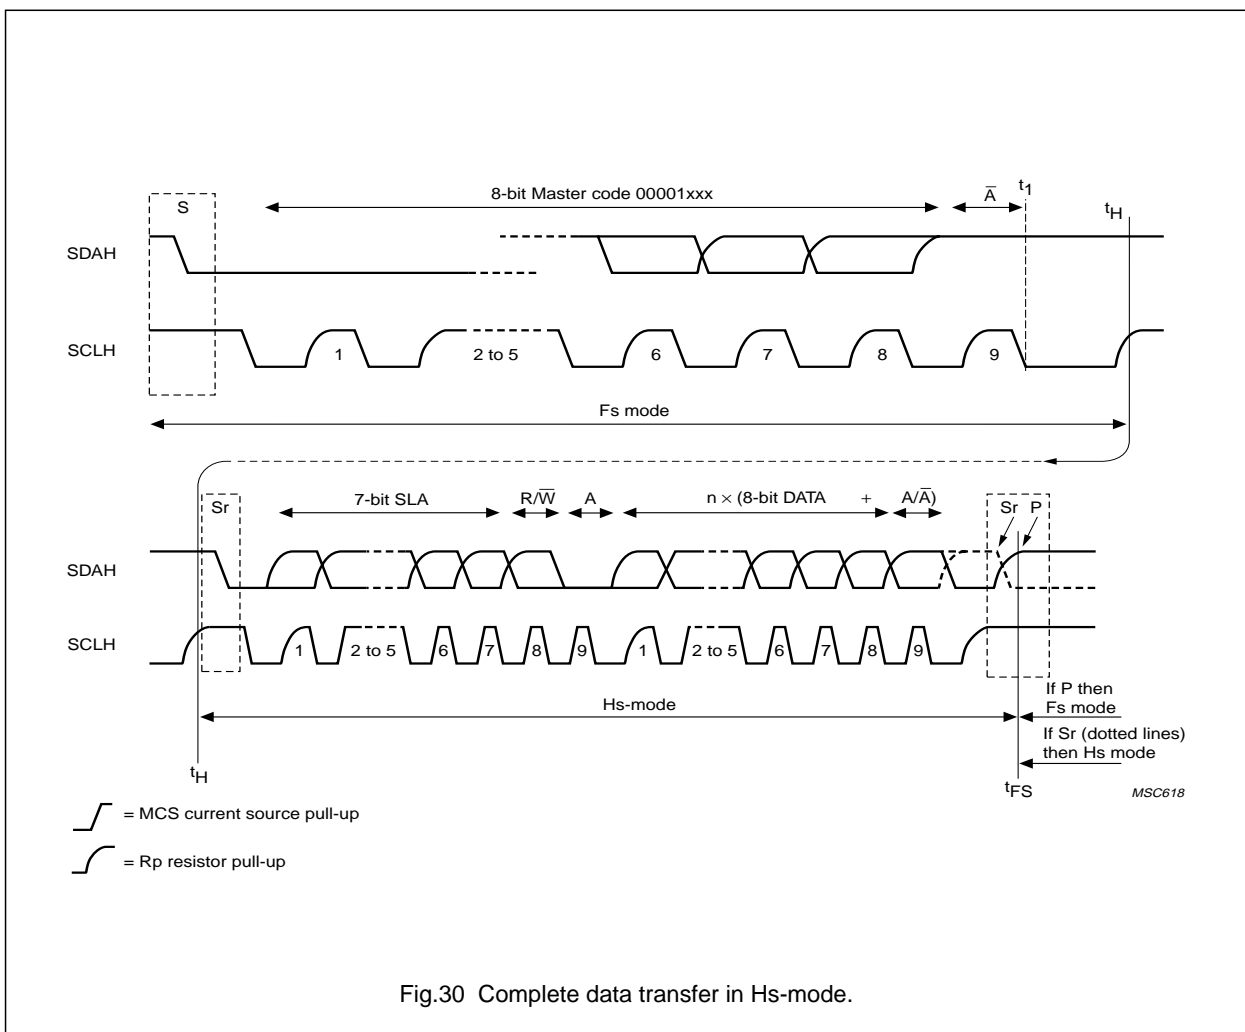 8-bit Master code 00001xxx
A̅
t1
tH
S
SDAH
SCLH
1
2 to 5
6
7
8
9
Fs mode
7-bit SLA
R/W̅
A
n × (8-bit DATA + A/A̅)
Sr
Sr P
SDAH
SCLH
1
2 to 5
6
7
8
9
1
2 to 5
6
7
8
9
Hs-mode
If P then
Fs mode
If Sr (dotted lines)
then Hs mode
tH
tFS
MSC618
= MCS current source pull-up
= Rp resistor pull-up
Fig.30 Complete data transfer in Hs-mode.